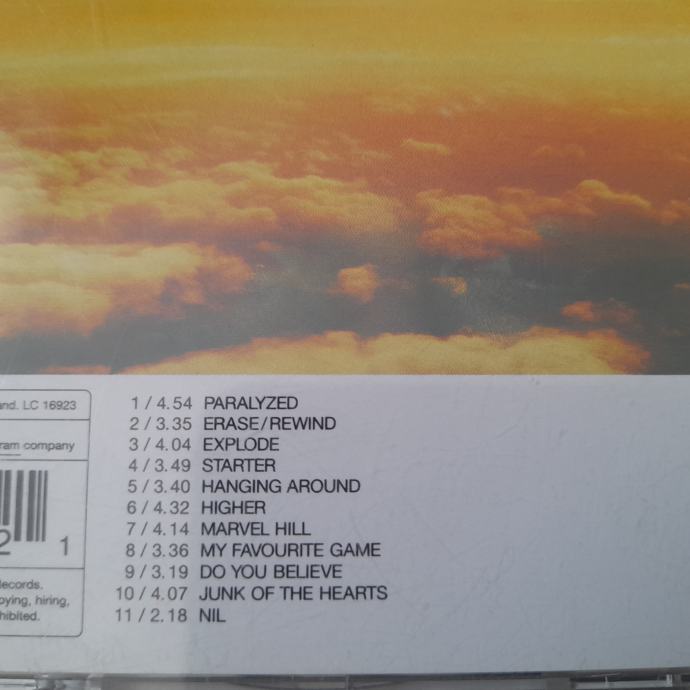 and. LC 16923
ram company
2 1
ecords.
pying, hiring,
hibited.
1 / 4.54 PARALYZED
2 / 3.35 ERASE/REWIND
3 / 4.04 EXPLODE
4 / 3.49 STARTER
5 / 3.40 HANGING AROUND
6 / 4.32 HIGHER
7 / 4.14 MARVEL HILL
8 / 3.36 MY FAVOURITE GAME
9 / 3.19 DO YOU BELIEVE
10 / 4.07 JUNK OF THE HEARTS
11 / 2.18 NIL